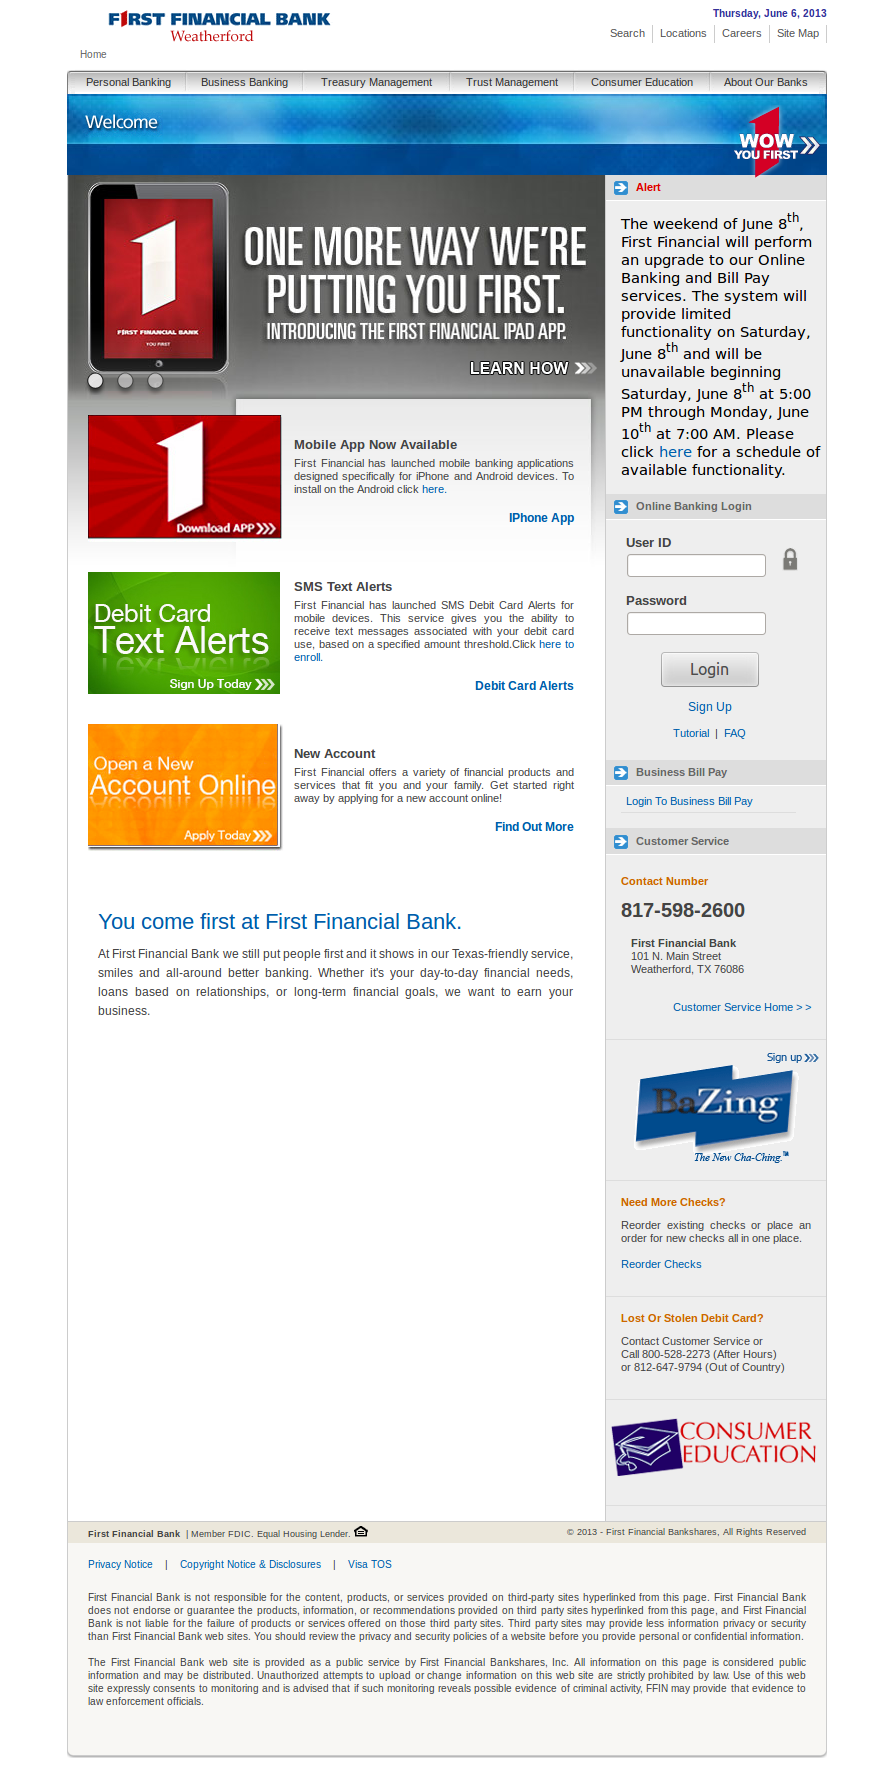 FIRST FINANCIAL BANK
Weatherford
Thursday, June 6, 2013
Search
Locations
Careers
Site Map
Home
Personal Banking
Business Banking
Treasury Management
Trust Management
Consumer Education
About Our Banks
Welcome
WOW
YOU FIRST
FIRST FINANCIAL BANK
YOU FIRST
ONE MORE WAY WE'RE
PUTTING YOU FIRST.
INTRODUCING THE FIRST FINANCIAL IPAD APP.
LEARN HOW
Download APP
Mobile App Now Available
First Financial has launched mobile banking applications
designed specifically for iPhone and Android devices. To
install on the Android click here.
IPhone App
Debit Card
Text Alerts
Sign Up Today
SMS Text Alerts
First Financial has launched SMS Debit Card Alerts for
mobile devices. This service gives you the ability to
receive text messages associated with your debit card
use, based on a specified amount threshold.Click here to
enroll.
Debit Card Alerts
Open a New
Account Online
Apply Today
New Account
First Financial offers a variety of financial products and
services that fit you and your family. Get started right
away by applying for a new account online!
Find Out More
You come first at First Financial Bank.
At First Financial Bank we still put people first and it shows in our Texas-friendly service,
smiles and all-around better banking. Whether it's your day-to-day financial needs,
loans based on relationships, or long-term financial goals, we want to earn your
business.
Alert
The weekend of June 8th,
First Financial will perform
an upgrade to our Online
Banking and Bill Pay
services. The system will
provide limited
functionality on Saturday,
June 8th and will be
unavailable beginning
Saturday, June 8th at 5:00
PM through Monday, June
10th at 7:00 AM. Please
click here for a schedule of
available functionality.
Online Banking Login
User ID
Password
Login
Sign Up
Tutorial | FAQ
Business Bill Pay
Login To Business Bill Pay
Customer Service
Contact Number
817-598-2600
First Financial Bank
101 N. Main Street
Weatherford, TX 76086
Customer Service Home > >
Sign up
BaZing
The New Cha-Ching.™
Need More Checks?
Reorder existing checks or place an
order for new checks all in one place.
Reorder Checks
Lost Or Stolen Debit Card?
Contact Customer Service or
Call 800-528-2273 (After Hours)
or 812-647-9794 (Out of Country)
CONSUMER
EDUCATION
First Financial Bank | Member FDIC. Equal Housing Lender.
© 2013 - First Financial Bankshares, All Rights Reserved
Privacy Notice | Copyright Notice & Disclosures | Visa TOS
First Financial Bank is not responsible for the content, products, or services provided on third-party sites hyperlinked from this page. First Financial Bank
does not endorse or guarantee the products, information, or recommendations provided on third party sites hyperlinked from this page, and First Financial
Bank is not liable for the failure of products or services offered on those third party sites. Third party sites may provide less information privacy or security
than First Financial Bank web sites. You should review the privacy and security policies of a website before you provide personal or confidential information.
The First Financial Bank web site is provided as a public service by First Financial Bankshares, Inc. All information on this page is considered public
information and may be distributed. Unauthorized attempts to upload or change information on this web site are strictly prohibited by law. Use of this web
site expressly consents to monitoring and is advised that if such monitoring reveals possible evidence of criminal activity, FFIN may provide that evidence to
law enforcement officials.